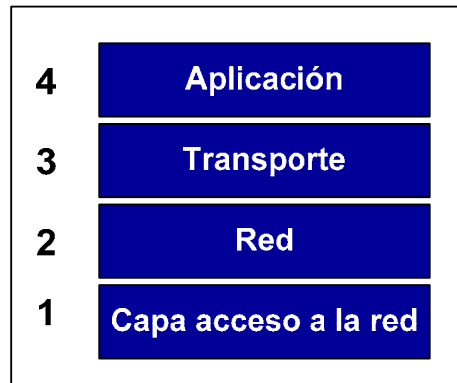 4 Aplicación
3 Transporte
2 Red
1 Capa acceso a la red